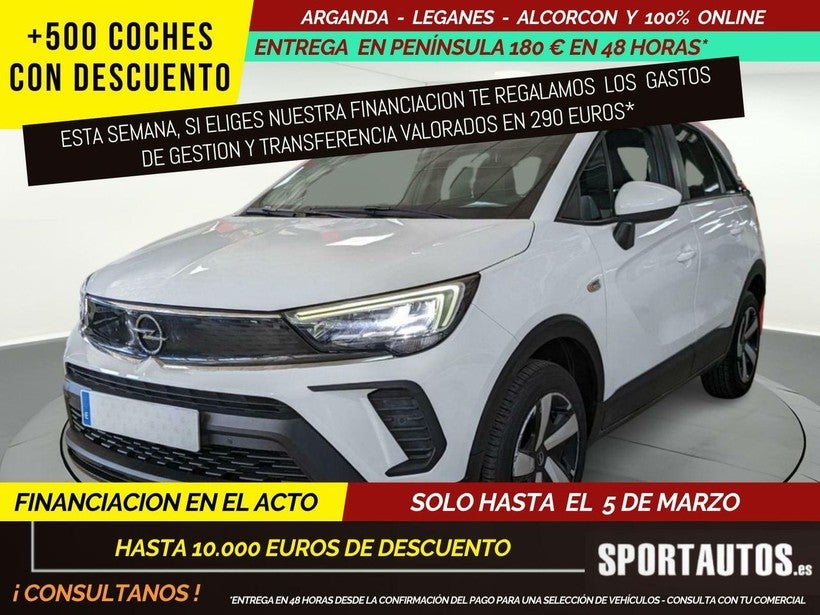 +500 COCHES
CON DESCUENTO
ARGANDA - LEGANES - ALCORCON Y 100% ONLINE
ENTREGA EN PENÍNSULA 180 € EN 48 HORAS*
ESTA SEMANA, SI ELIGES NUESTRA FINANCIACION TE REGALAMOS LOS GASTOS
DE GESTION Y TRANSFERENCIA VALORADOS EN 290 EUROS*
E
FINANCIACION EN EL ACTO
SOLO HASTA EL 5 DE MARZO
HASTA 10.000 EUROS DE DESCUENTO
SPORTAUTOS.es
¡ CONSULTANOS !
*ENTREGA EN 48 HORAS DESDE LA CONFIRMACIÓN DEL PAGO PARA UNA SELECCIÓN DE VEHÍCULOS - CONSULTA CON TU COMERCIAL